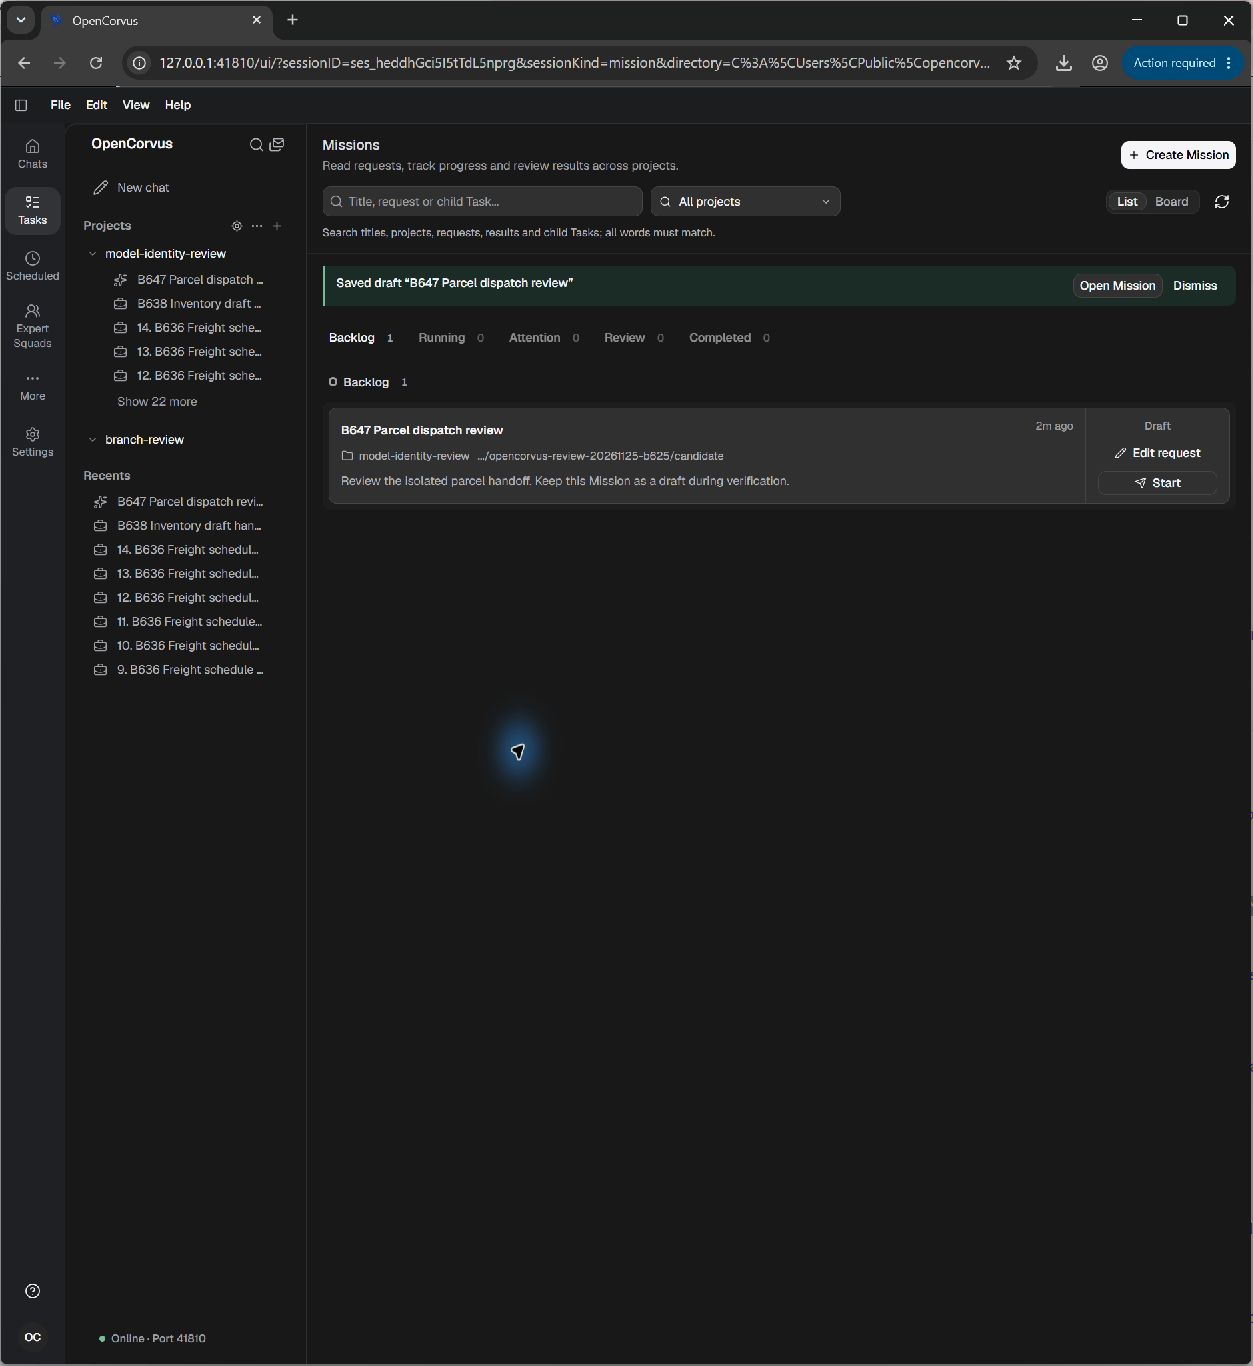 OpenCorvus
127.0.0.1:41810/ui/?sessionID=ses_heddhGci5I5tTdL5nprg&sessionKind=mission&directory=C%3A%5CUsers%5CPublic%5Copencorv...
Action required
File Edit View Help
Chats
Tasks
Scheduled
Expert
Squads
More
Settings
OC
OpenCorvus
New chat
Projects
model-identity-review
B647 Parcel dispatch ...
B638 Inventory draft ...
14. B636 Freight sche...
13. B636 Freight sche...
12. B636 Freight sche...
Show 22 more
branch-review
Recents
B647 Parcel dispatch revi...
B638 Inventory draft han...
14. B636 Freight schedul...
13. B636 Freight schedul...
12. B636 Freight schedul...
11. B636 Freight schedule...
10. B636 Freight schedul...
9. B636 Freight schedule ...
Online · Port 41810
Missions
Read requests, track progress and review results across projects.
+ Create Mission
Title, request or child Task...
All projects
List Board
Search titles, projects, requests, results and child Tasks; all words must match.
Saved draft “B647 Parcel dispatch review”
Open Mission Dismiss
Backlog 1 Running 0 Attention 0 Review 0 Completed 0
Backlog 1
B647 Parcel dispatch review
2m ago
model-identity-review .../opencorvus-review-20261125-b625/candidate
Review the isolated parcel handoff. Keep this Mission as a draft during verification.
Draft
Edit request
Start